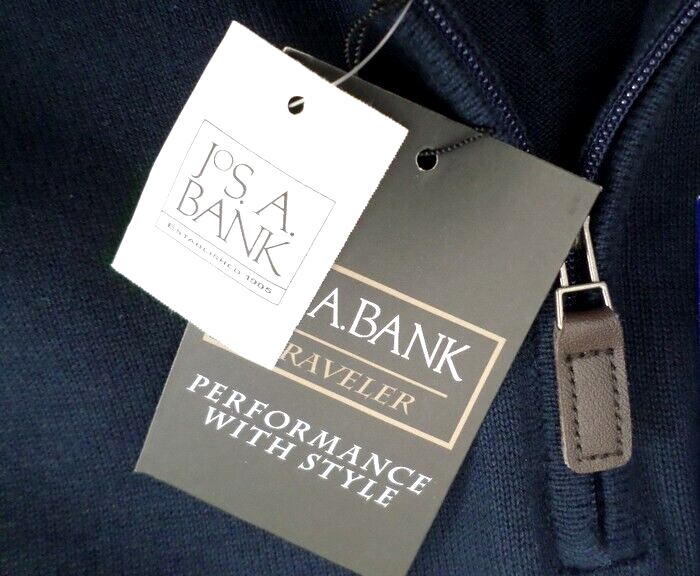 JOS. A.
BANK
ESTABLISHED 1905
A. BANK
RAVELER
PERFORMANCE
WITH STYLE